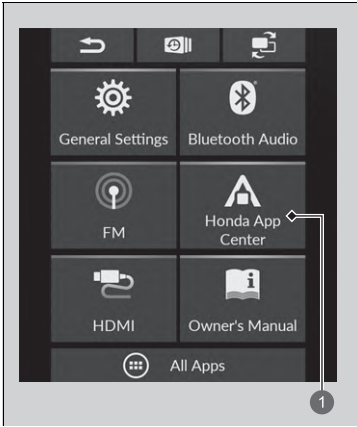 General Settings
Bluetooth Audio
FM
Honda App
Center
HDMI
Owner's Manual
All Apps
1